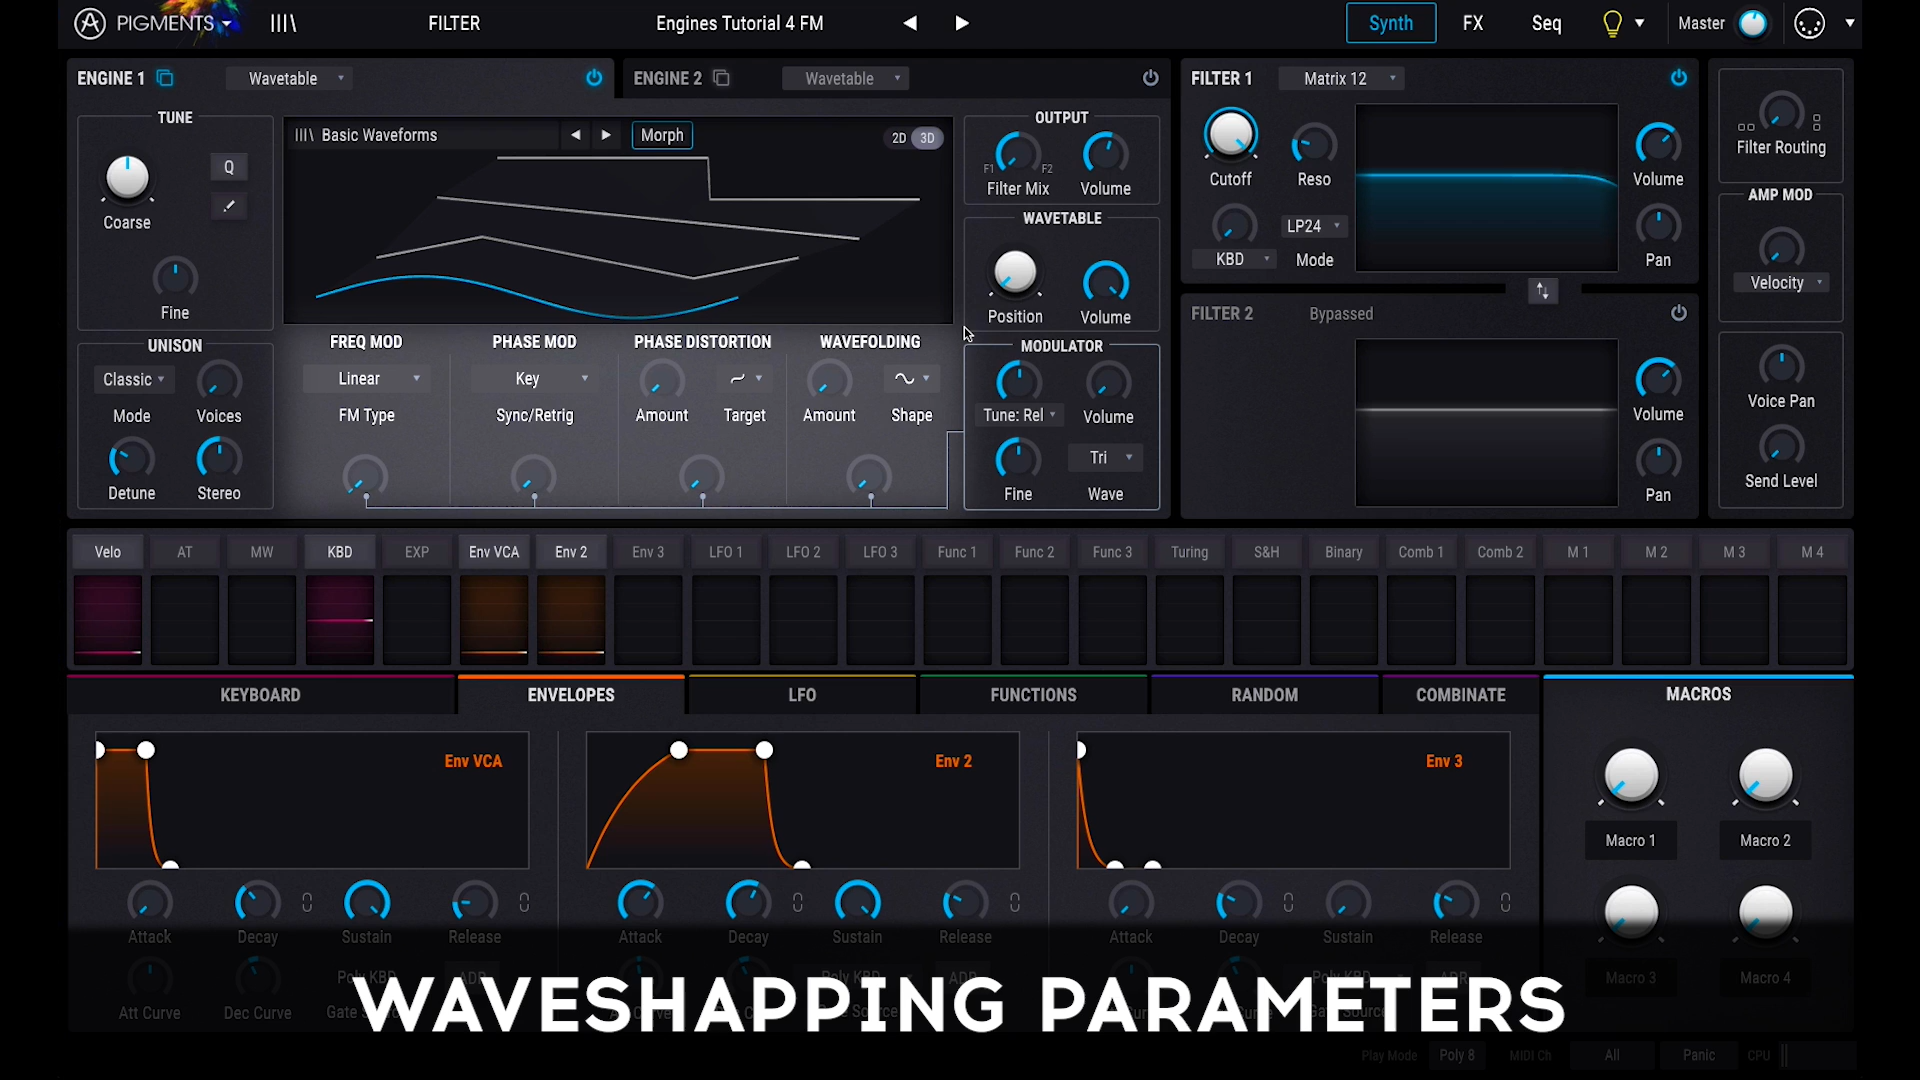 PIGMENTS FILTER Engines Tutorial 4 FM Synth FX Seq Master
ENGINE 1 Wavetable ENGINE 2 Wavetable FILTER 1 Matrix 12
TUNE OUTPUT
Basic Waveforms Morph 2D 3D
Q
F1 F2
Coarse Filter Mix Volume Cutoff Reso Volume Filter Routing
WAVETABLE AMP MOD
LP24
KBD Mode Pan Velocity
Fine Position Volume
FILTER 2 Bypassed
UNISON FREQ MOD PHASE MOD PHASE DISTORTION WAVEFOLDING MODULATOR
Classic Linear Key
Mode Voices FM Type Sync/Retrig Amount Target Amount Shape Tune: Rel Volume Volume Voice Pan
Tri
Detune Stereo Fine Wave Pan Send Level
Velo AT MW KBD EXP Env VCA Env 2 Env 3 LFO 1 LFO 2 LFO 3 Func 1 Func 2 Func 3 Turing S&H Binary Comb 1 Comb 2 M 1 M 2 M 3 M 4
KEYBOARD ENVELOPES LFO FUNCTIONS RANDOM COMBINATE MACROS
Env VCA Env 2 Env 3
Macro 1 Macro 2
Attack Decay Sustain Release Attack Decay Sustain Release Attack Decay Sustain Release
Macro 3 Macro 4
Att Curve Dec Curve
WAVESHAPPING PARAMETERS
Play Mode Poly 8 MIDI Ch All Panic CPU